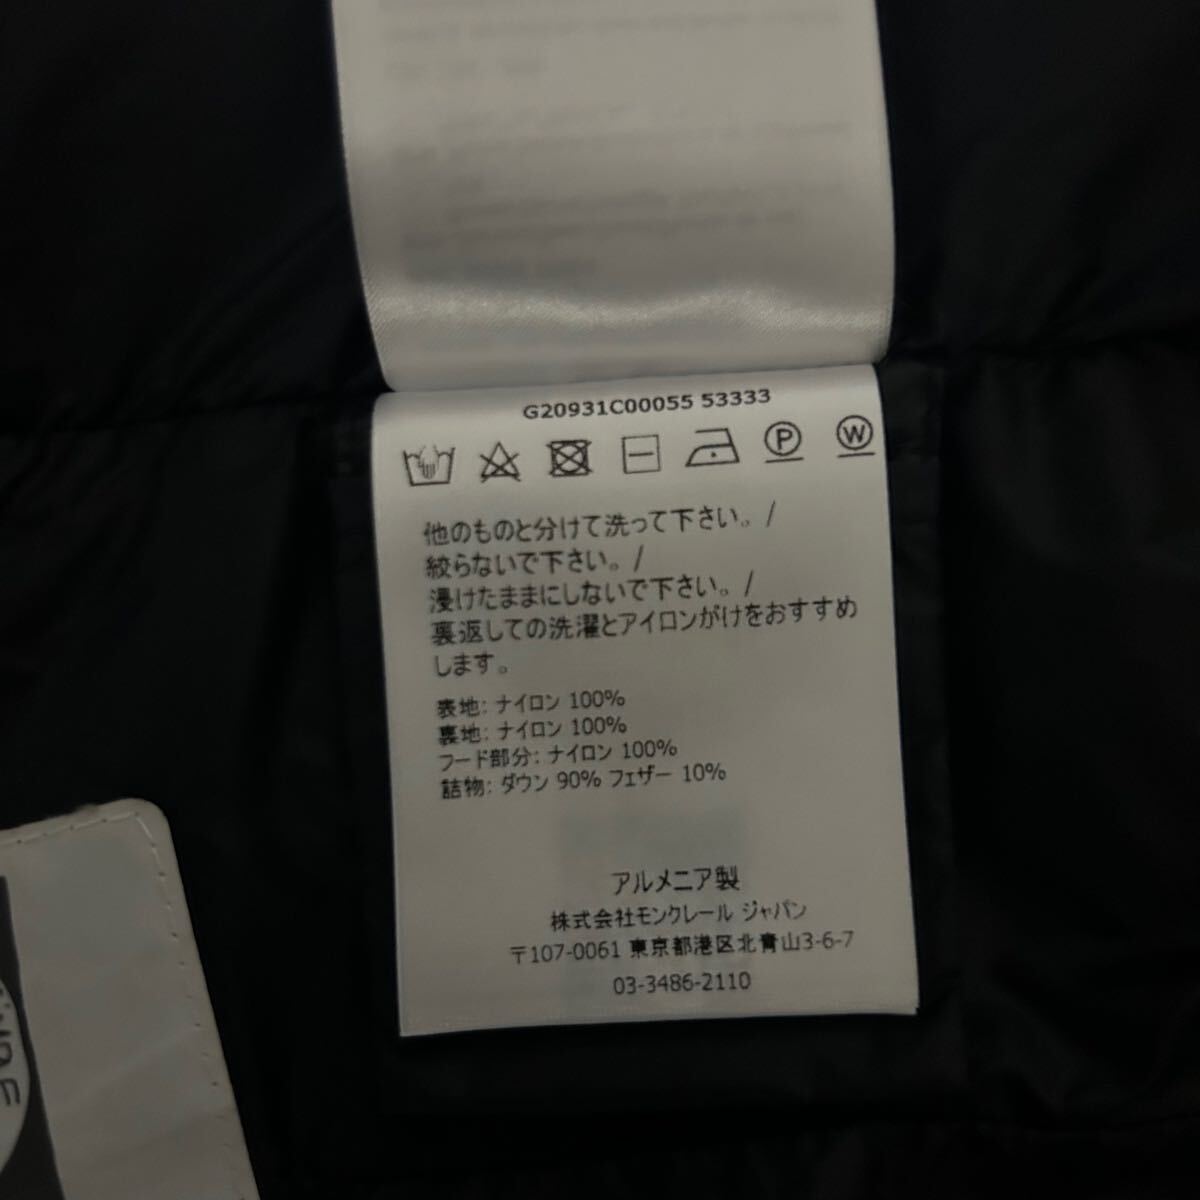 G20931C00055 53333
P W
他のものと分けて洗って下さい。/
絞らないで下さい。/
浸けたままにしないで下さい。/
裏返しての洗濯とアイロンがけをおすすめ
します。
表地: ナイロン 100%
裏地: ナイロン 100%
フード部分: ナイロン 100%
詰物: ダウン 90% フェザー 10%
アルメニア製
株式会社モンクレール ジャパン
〒107-0061 東京都港区北青山3-6-7
03-3486-2110